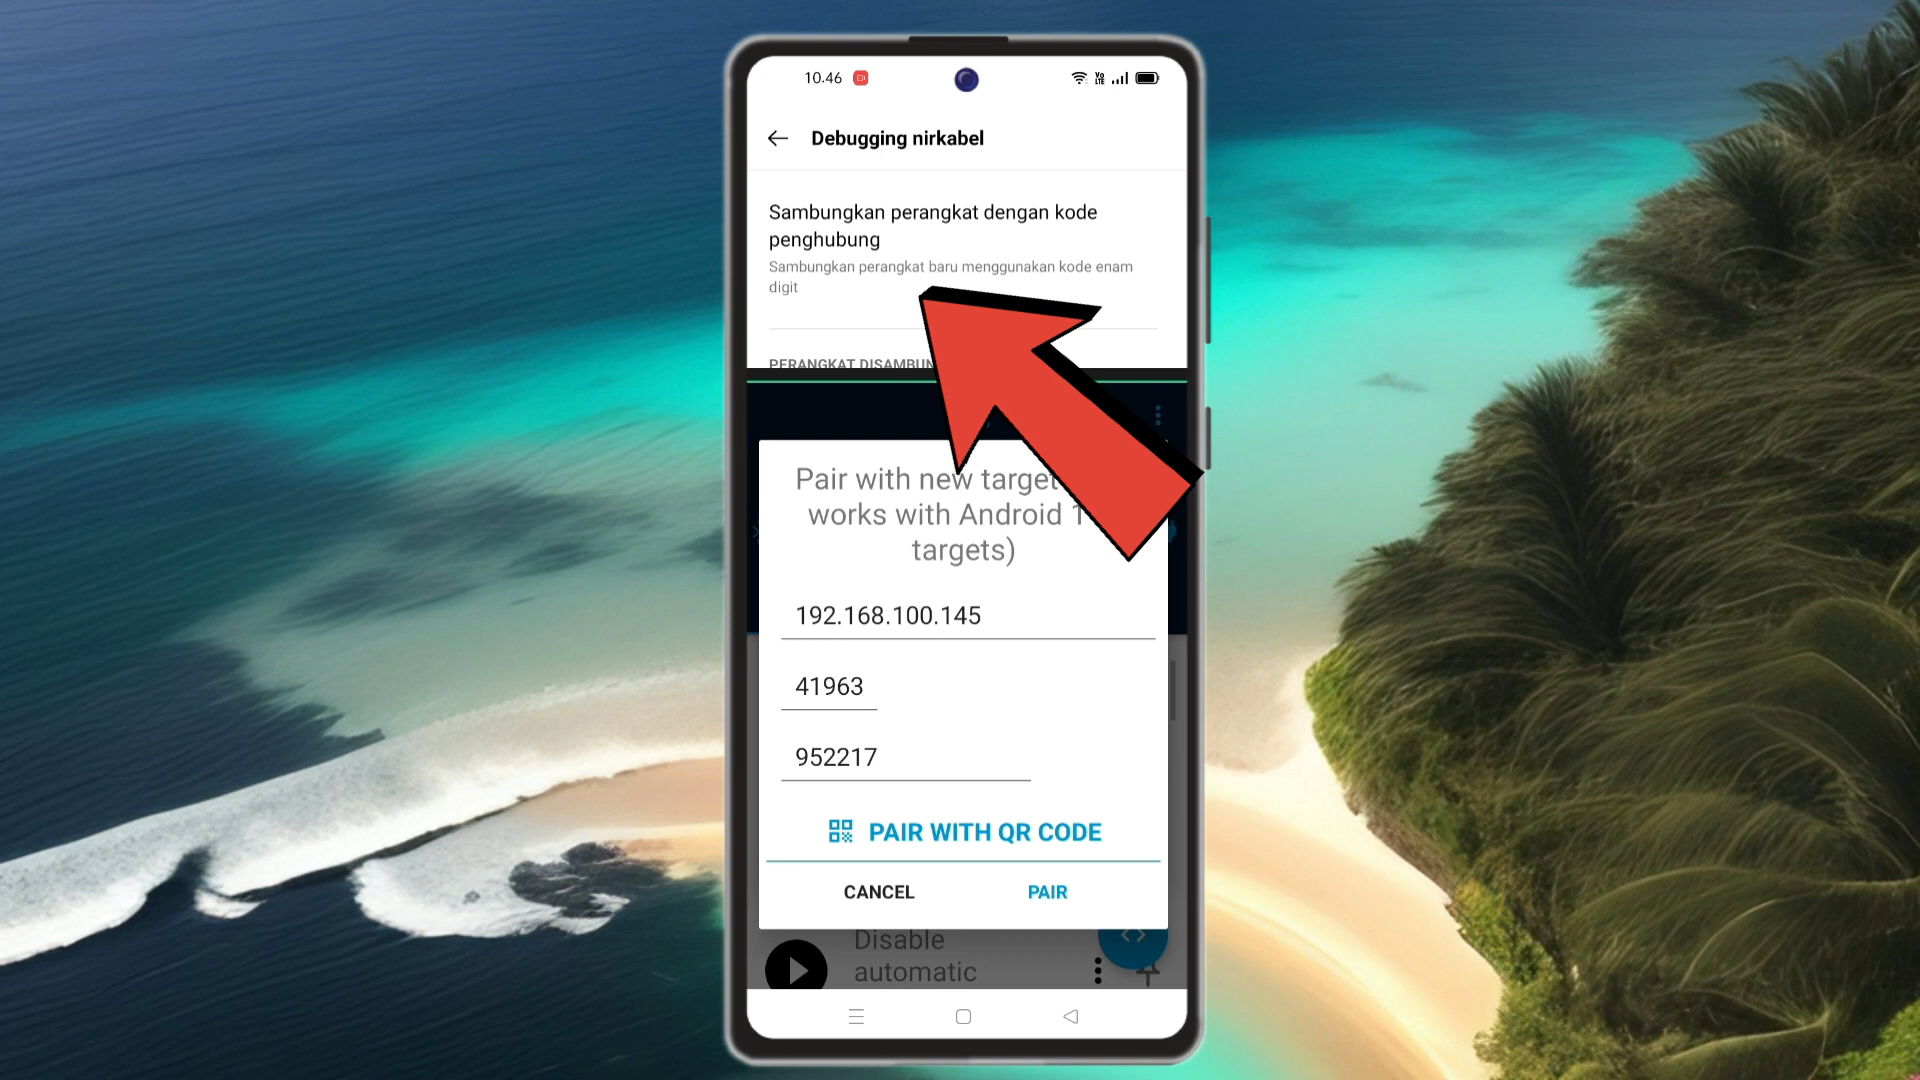 10.46
Debugging nirkabel
Sambungkan perangkat dengan kode
penghubung
Sambungkan perangkat baru menggunakan kode enam
digit
PERANGKAT
Pair with new target
works with Android
targets)
192.168.100.145
41963
952217
PAIR WITH QR CODE
CANCEL
PAIR
Disable
automatic